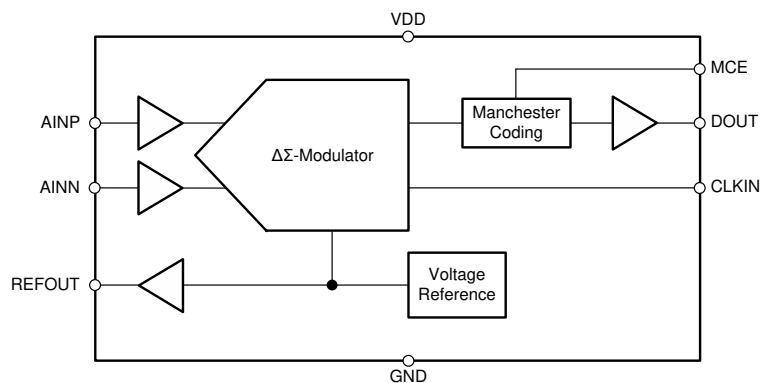 VDD
MCE
AINP
Manchester
Coding
DOUT
ΔΣ-Modulator
AINN
CLKIN
REFOUT
Voltage
Reference
GND